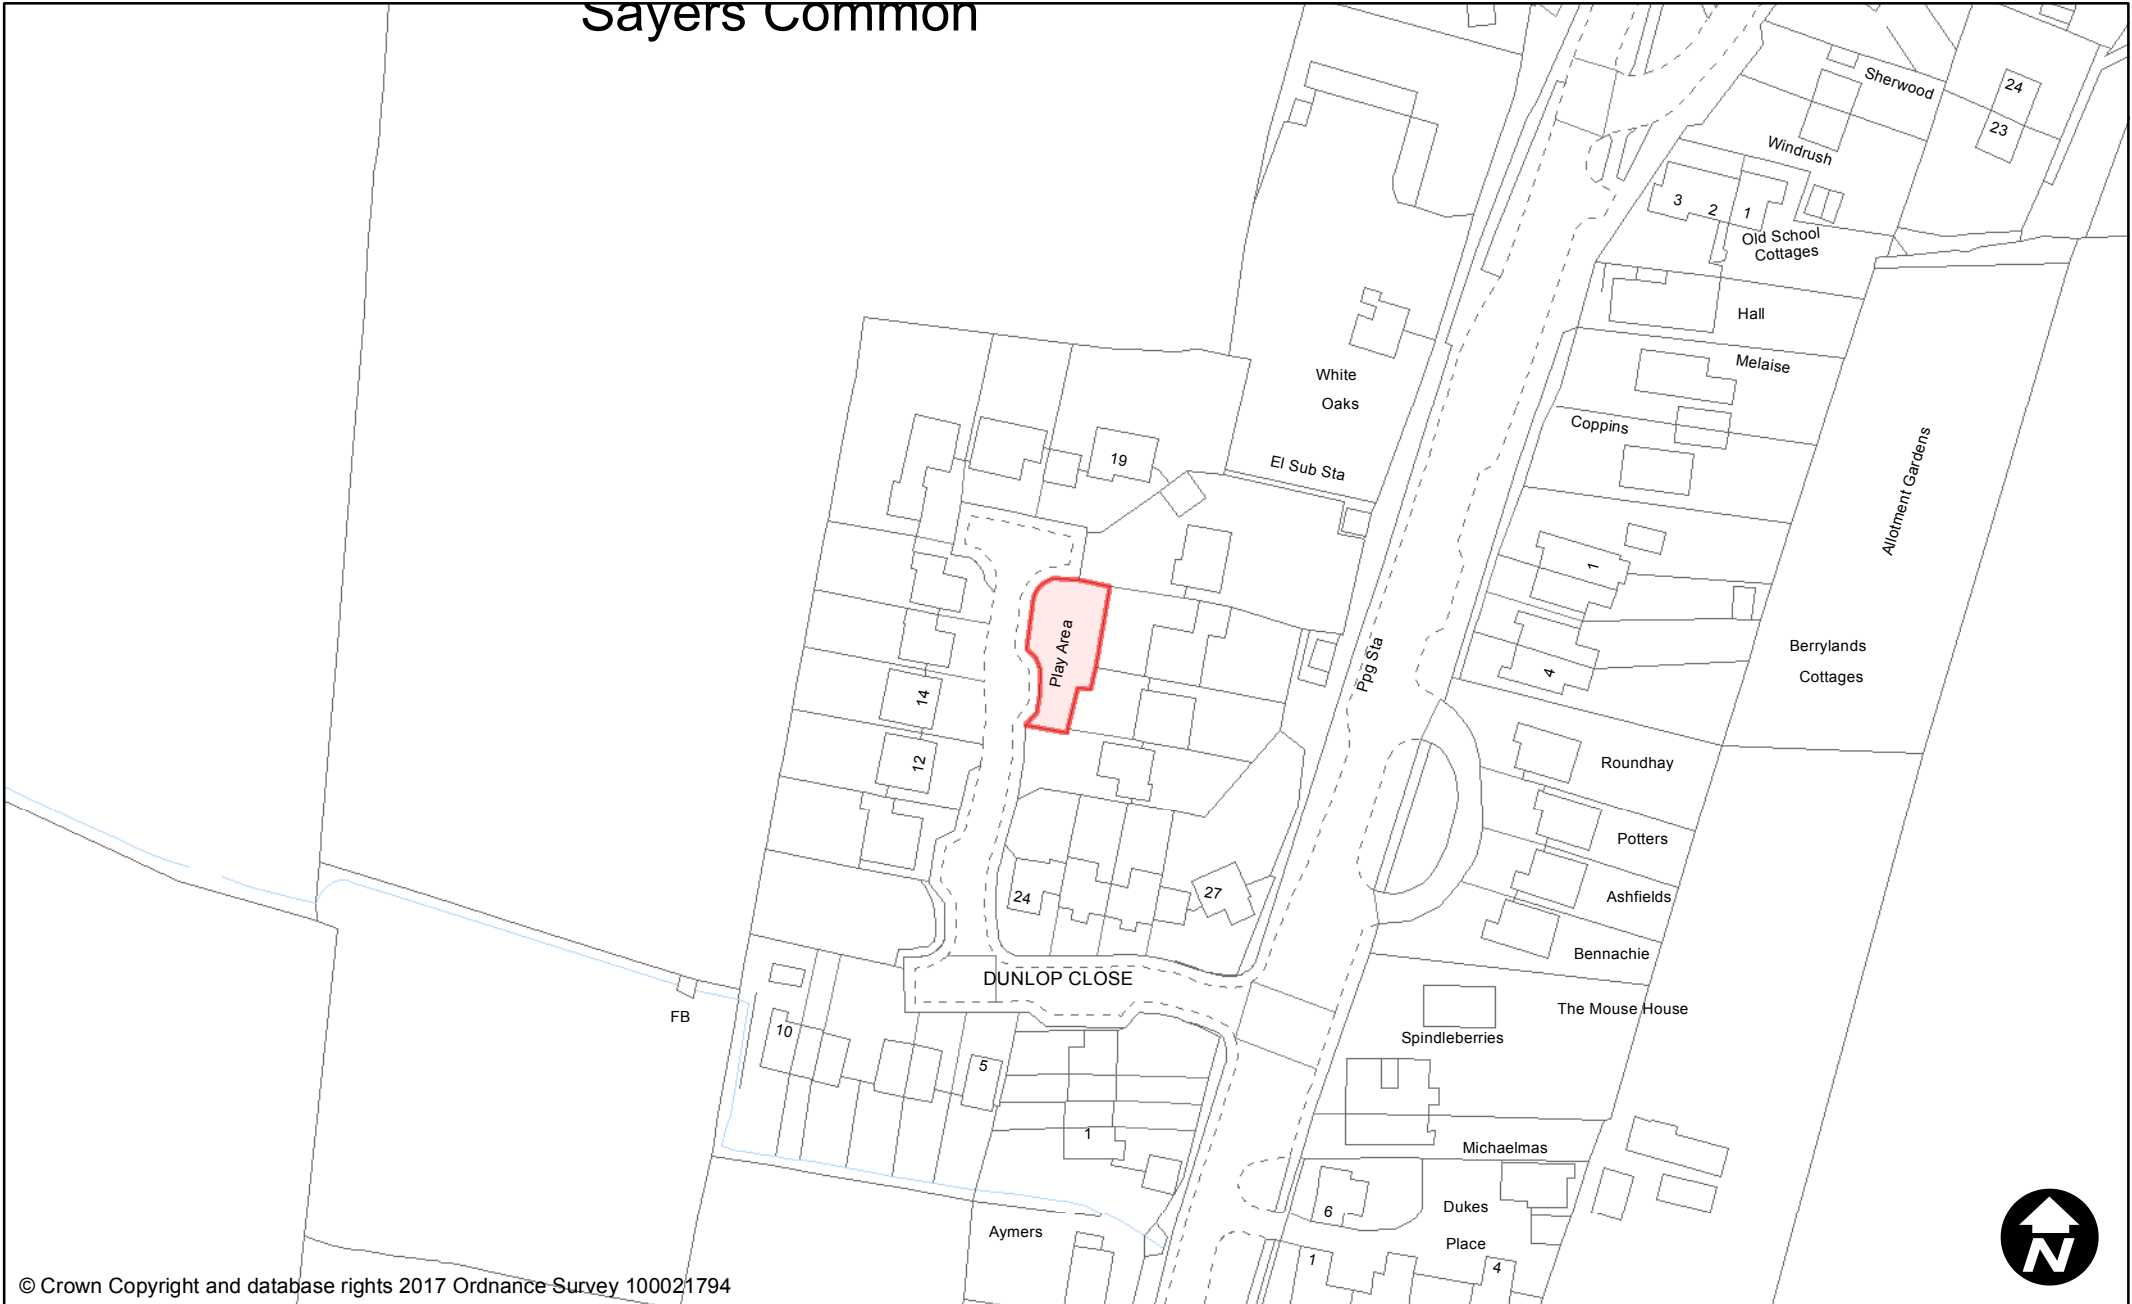 Sayers Common
Sherwood
24
23
Windrush
3
2
1
Old School
Cottages
Hall
Melaise
White
Oaks
Coppins
Allotment Gardens
19
El Sub Sta
1
Play Area
Ppg Sta
Berrylands
Cottages
4
14
12
Roundhay
Potters
24
27
Ashfields
Bennachie
DUNLOP CLOSE
The Mouse House
FB
10
Spindleberries
5
1
Michaelmas
6
Dukes
Place
Aymers
1
4
N
© Crown Copyright and database rights 2017 Ordnance Survey 100021794